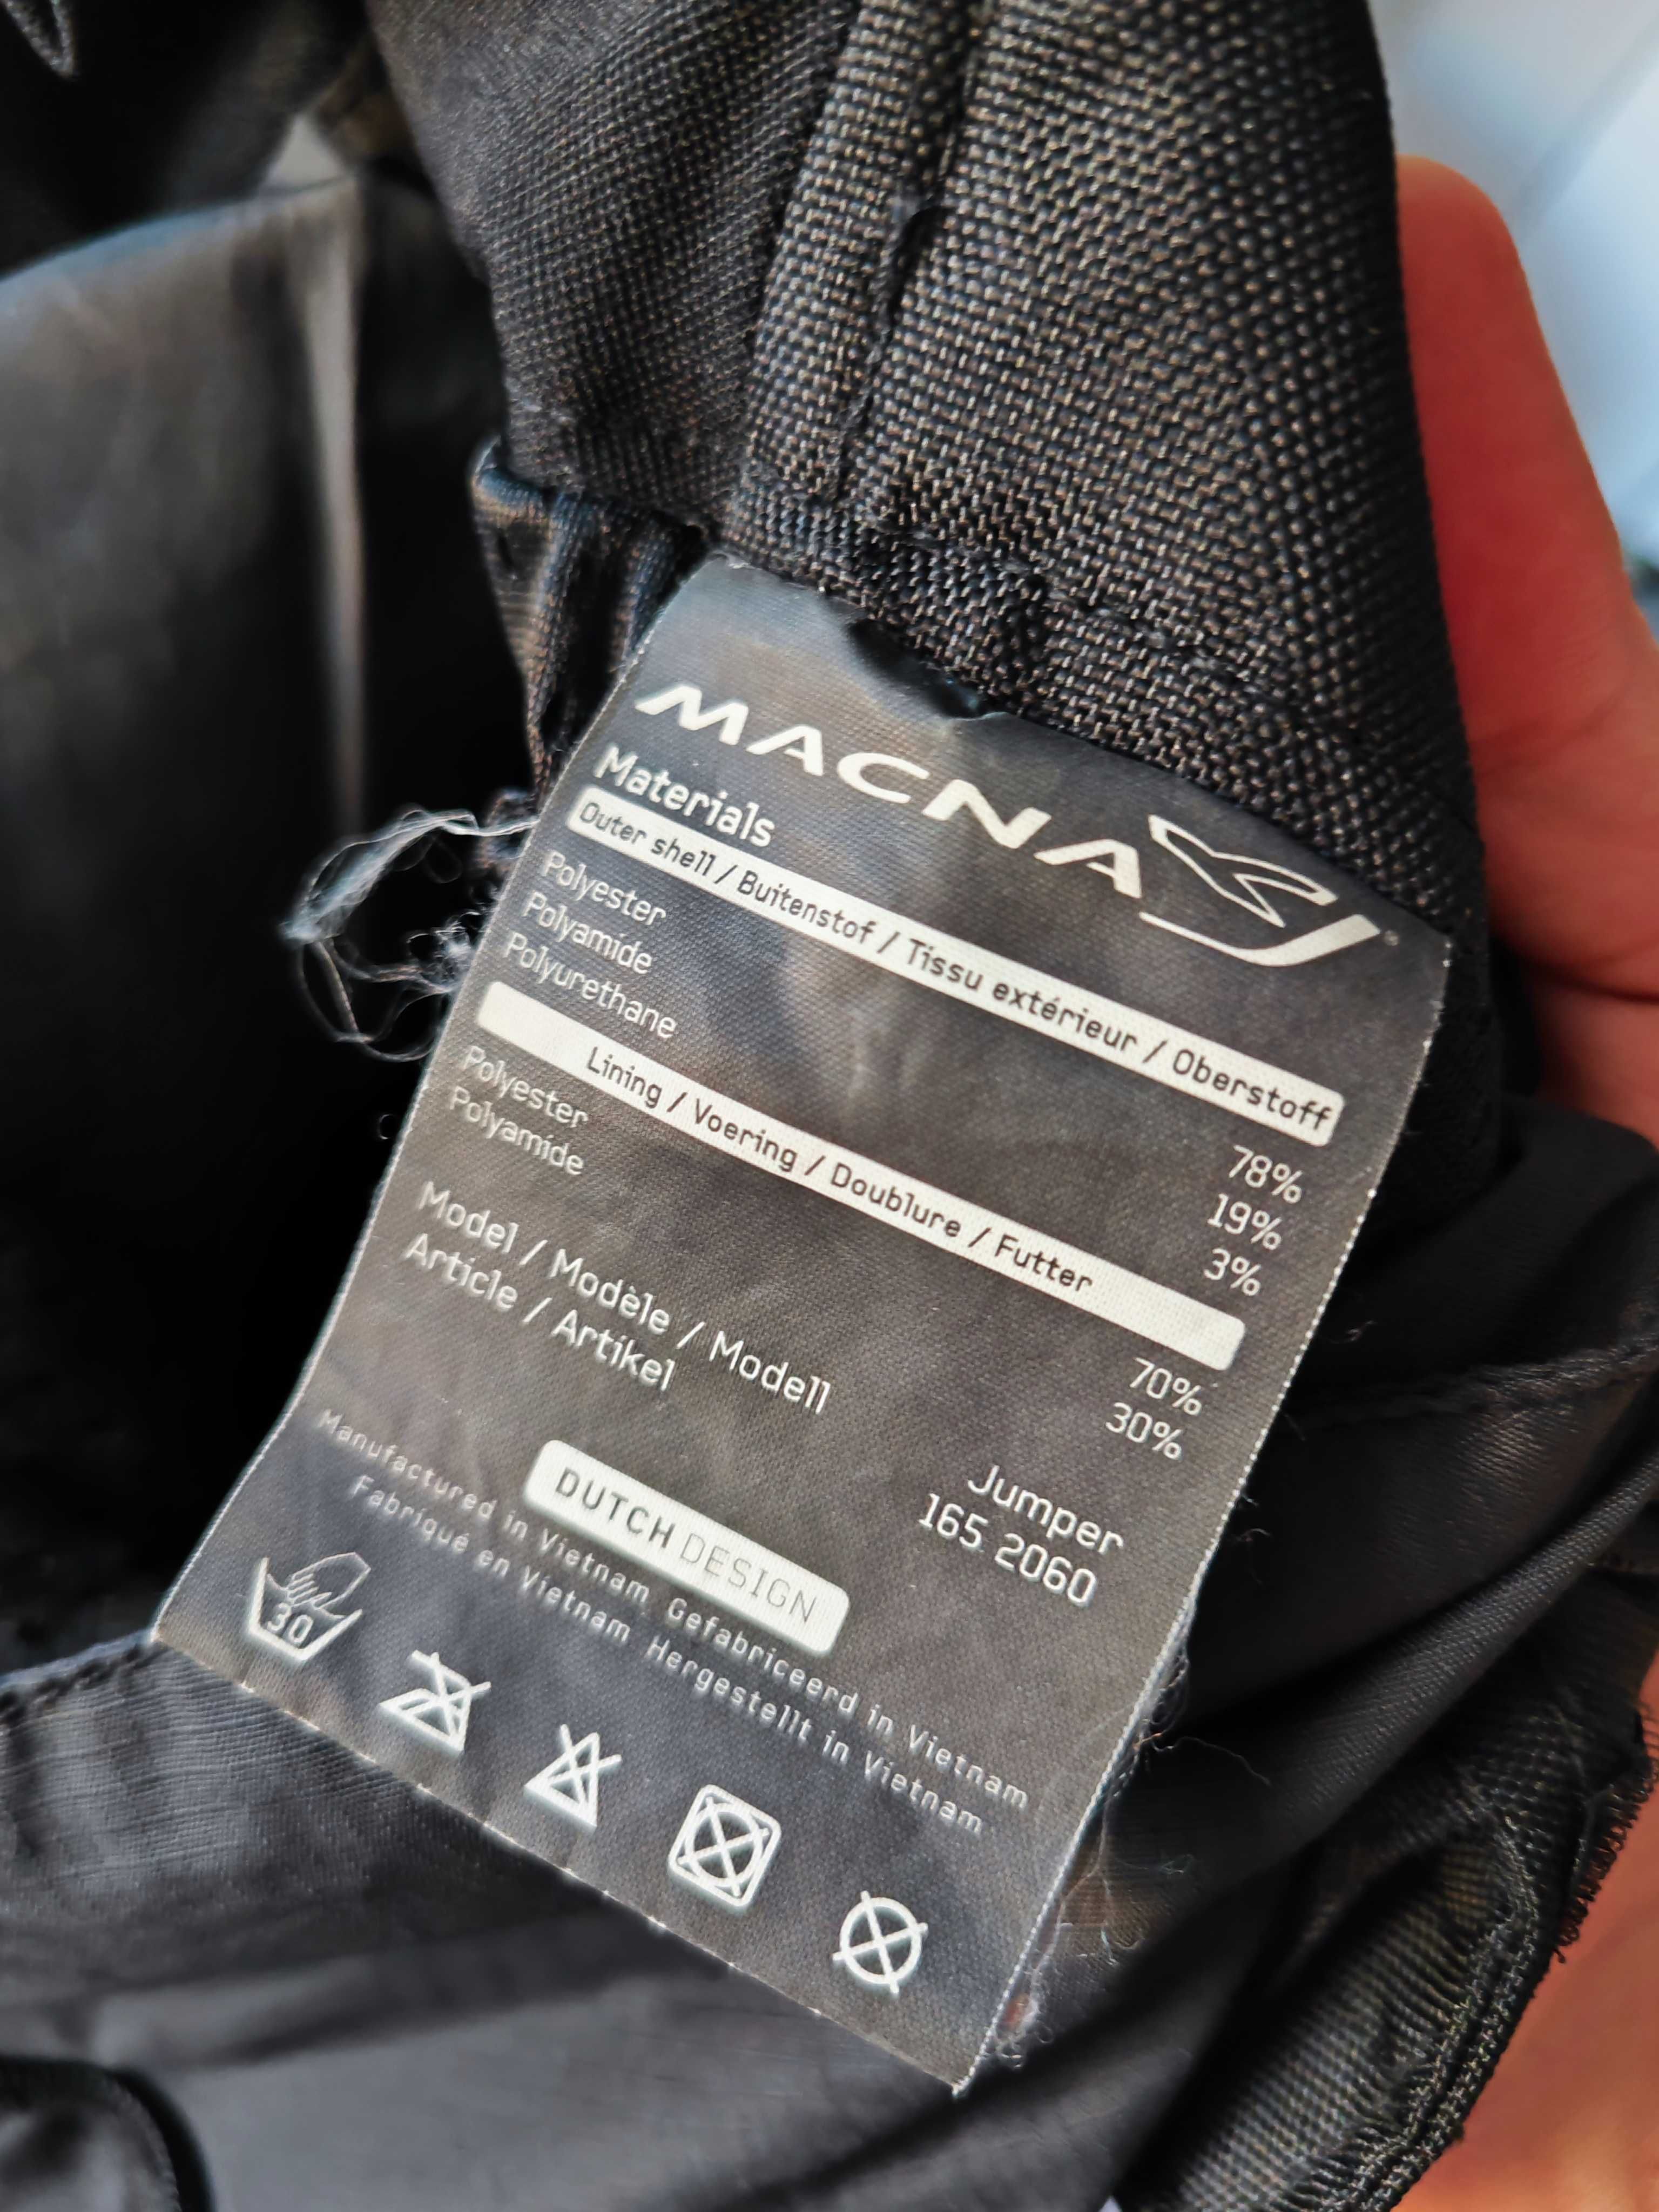 MACNA
Materials
Outer shell / Buitenstof / Tissu extérieur / Oberstoff
Polyester 78%
Polyamide 19%
Polyurethane 3%
Lining / Voering / Doublure / Futter
Polyester 70%
Polyamide 30%
Model / Modèle / Modell Jumper
Article / Artikel 165 2060
DUTCH DESIGN
Manufactured in Vietnam Gefabriceerd in Vietnam
Fabriqué en Vietnam Hergestellt in Vietnam
30